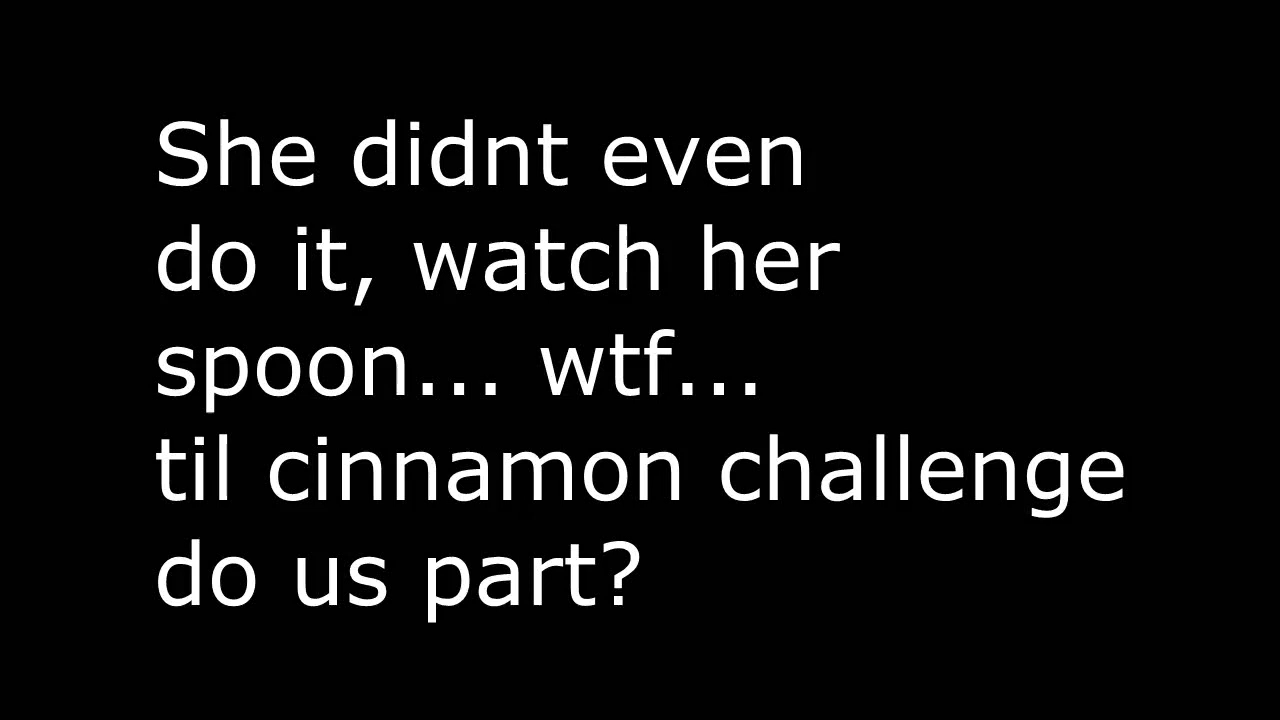 She didnt even
do it, watch her
spoon... wtf...
til cinnamon challenge
do us part?